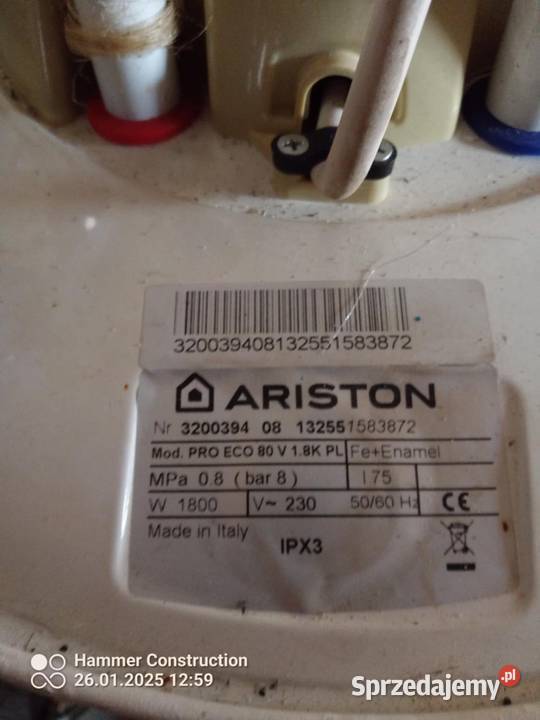 320039408132551583872
ARISTON
Nr 3200394 08 132551583872
Mod. PRO ECO 80 V 1.8K PL Fe+Enamel
MPa 0.8 (bar 8) l 75
W 1800 V~ 230 50/60 Hz CE
Made in Italy
IPX3
Hammer Construction
26.01.2025 12:59
Sprzedajemy.pl